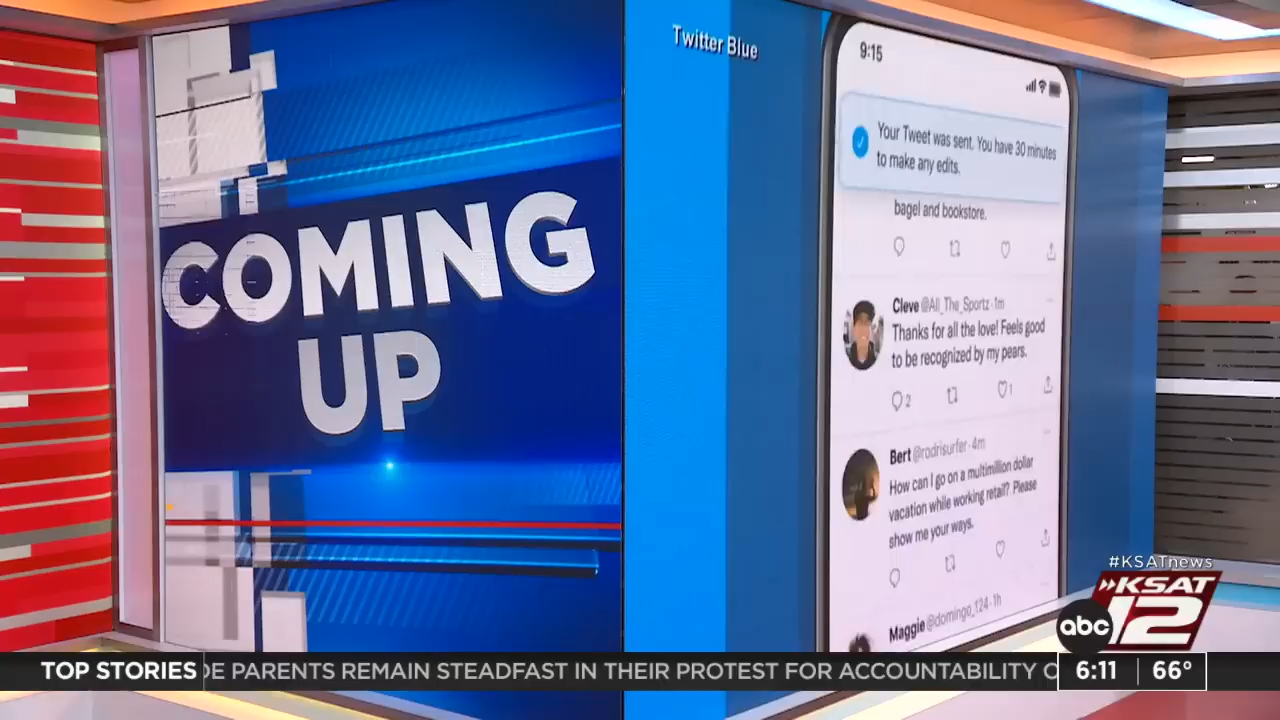 COMING
UP
Twitter Blue
9:15
Your Tweet was sent. You have 30 minutes
to make any edits.
bagel and bookstore.
Cleve @All_The_Sportz · 1m
Thanks for all the love! Feels good
to be recognized by my pears.
2
1
Bert @rodrisurfer · 4m
How can I go on a multimillion dollar
vacation while working retail? Please
show me your ways.
Maggie @domingo_124 · 1h
#KSATnews
KSAT
abc 12
TOP STORIES DE PARENTS REMAIN STEADFAST IN THEIR PROTEST FOR ACCOUNTABILITY 6:11 66°